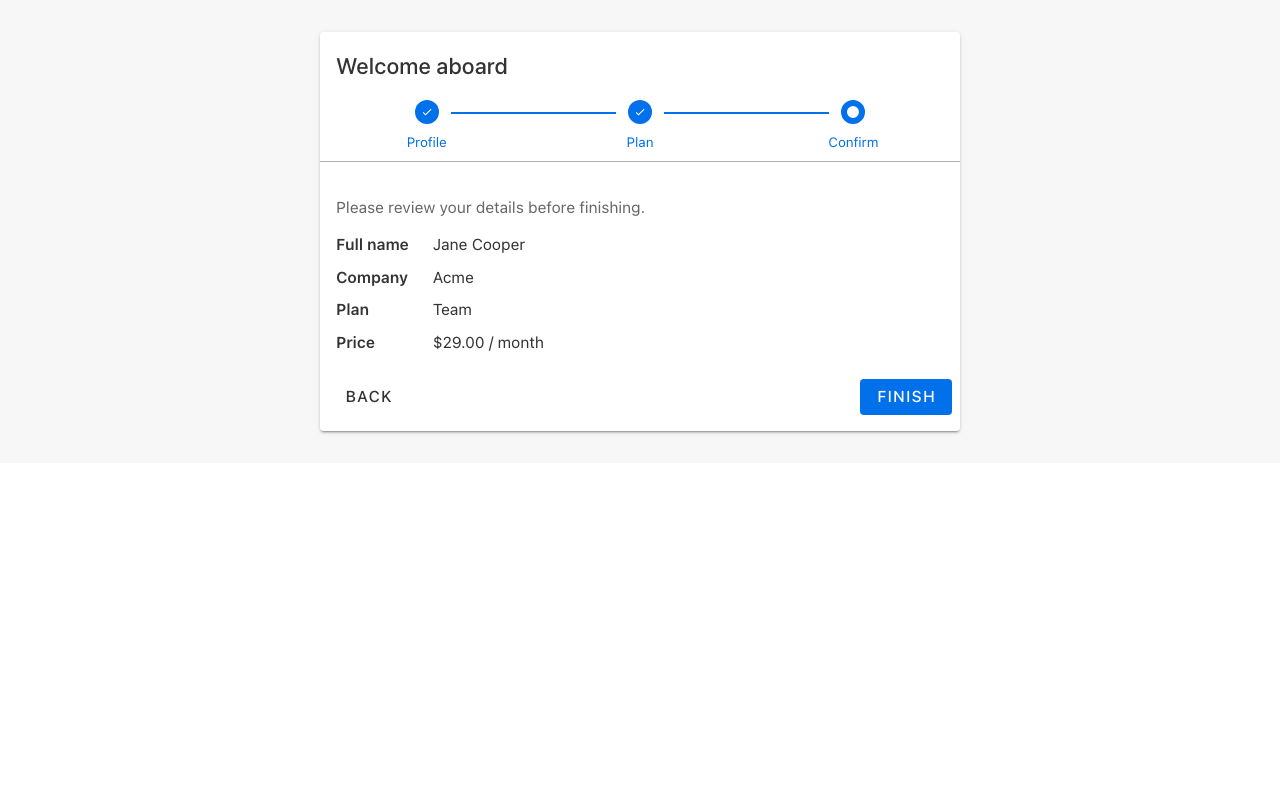 Welcome aboard
Profile
Plan
Confirm
Please review your details before finishing.
Full name Jane Cooper
Company Acme
Plan Team
Price $29.00 / month
BACK
FINISH